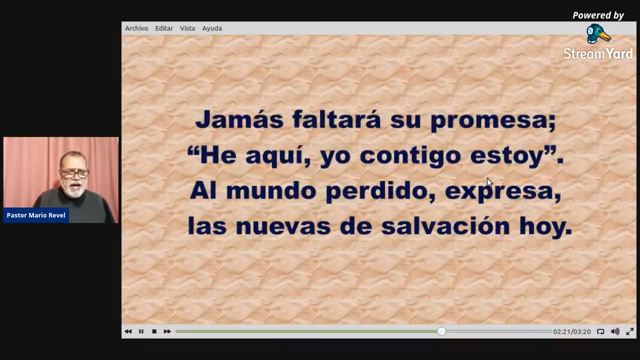 Powered by
StreamYard
Archivo Editar Vista Ayuda
Jamás faltará su promesa;
“He aquí, yo contigo estoy”.
Al mundo perdido, expresa,
las nuevas de salvación hoy.
Pastor Mario Revel
02:21/03:20